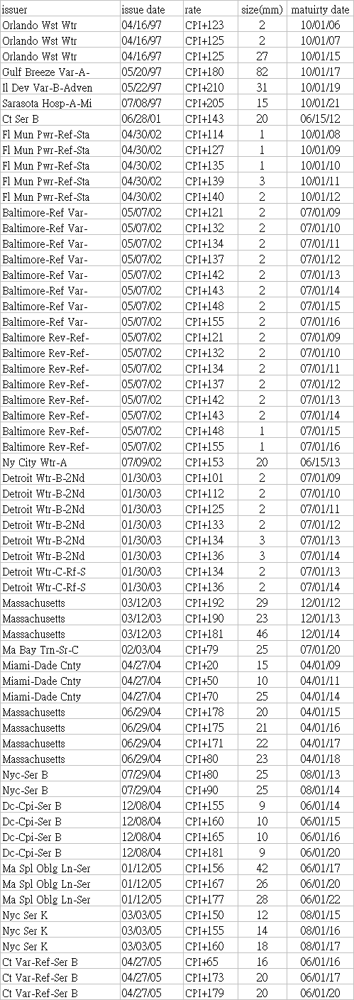 issuer issue date rate size(mm) matuirty date
Orlando Wst Wtr 04/16/97 CPI+123 2 10/01/06
Orlando Wst Wtr 04/16/97 CPI+125 2 10/01/07
Orlando Wst Wtr 04/16/97 CPI+125 27 10/01/15
Gulf Breeze Var-A- 05/20/97 CPI+180 82 10/01/17
Il Dev Var-B-Adven 05/22/97 CPI+210 31 10/01/19
Sarasota Hosp-A-Mi 07/08/97 CPI+205 15 10/01/21
Ct Ser B 06/28/01 CPI+143 20 06/15/12
Fl Mun Pwr-Ref-Sta 04/30/02 CPI+114 1 10/01/08
Fl Mun Pwr-Ref-Sta 04/30/02 CPI+127 1 10/01/09
Fl Mun Pwr-Ref-Sta 04/30/02 CPI+135 1 10/01/10
Fl Mun Pwr-Ref-Sta 04/30/02 CPI+139 3 10/01/11
Fl Mun Pwr-Ref-Sta 04/30/02 CPI+140 2 10/01/12
Baltimore-Ref Var- 05/07/02 CPI+121 2 07/01/09
Baltimore-Ref Var- 05/07/02 CPI+132 2 07/01/10
Baltimore-Ref Var- 05/07/02 CPI+134 2 07/01/11
Baltimore-Ref Var- 05/07/02 CPI+137 2 07/01/12
Baltimore-Ref Var- 05/07/02 CPI+142 2 07/01/13
Baltimore-Ref Var- 05/07/02 CPI+143 2 07/01/14
Baltimore-Ref Var- 05/07/02 CPI+148 2 07/01/15
Baltimore-Ref Var- 05/07/02 CPI+155 2 07/01/16
Baltimore Rev-Ref- 05/07/02 CPI+121 2 07/01/09
Baltimore Rev-Ref- 05/07/02 CPI+132 2 07/01/10
Baltimore Rev-Ref- 05/07/02 CPI+134 2 07/01/11
Baltimore Rev-Ref- 05/07/02 CPI+137 2 07/01/12
Baltimore Rev-Ref- 05/07/02 CPI+142 2 07/01/13
Baltimore Rev-Ref- 05/07/02 CPI+143 2 07/01/14
Baltimore Rev-Ref- 05/07/02 CPI+148 1 07/01/15
Baltimore Rev-Ref- 05/07/02 CPI+155 1 07/01/16
Ny City Wtr-A 07/09/02 CPI+153 20 06/15/13
Detroit Wtr-B-2Nd 01/30/03 CPI+101 2 07/01/09
Detroit Wtr-B-2Nd 01/30/03 CPI+112 2 07/01/10
Detroit Wtr-B-2Nd 01/30/03 CPI+125 2 07/01/11
Detroit Wtr-B-2Nd 01/30/03 CPI+133 2 07/01/12
Detroit Wtr-B-2Nd 01/30/03 CPI+134 3 07/01/13
Detroit Wtr-B-2Nd 01/30/03 CPI+136 3 07/01/14
Detroit Wtr-C-Rf-S 01/30/03 CPI+134 2 07/01/13
Detroit Wtr-C-Rf-S 01/30/03 CPI+136 2 07/01/14
Massachusetts 03/12/03 CPI+192 29 12/01/12
Massachusetts 03/12/03 CPI+190 23 12/01/13
Massachusetts 03/12/03 CPI+181 46 12/01/14
Ma Bay Trn-Sr-C 02/03/04 CPI+79 25 07/01/20
Miami-Dade Cnty 04/27/04 CPI+20 15 04/01/09
Miami-Dade Cnty 04/27/04 CPI+50 10 04/01/11
Miami-Dade Cnty 04/27/04 CPI+70 25 04/01/14
Massachusetts 06/29/04 CPI+178 20 04/01/15
Massachusetts 06/29/04 CPI+175 21 04/01/16
Massachusetts 06/29/04 CPI+171 22 04/01/17
Massachusetts 06/29/04 CPI+80 23 04/01/18
Nyc-Ser B 07/29/04 CPI+80 25 08/01/13
Nyc-Ser B 07/29/04 CPI+90 25 08/01/14
Dc-Cpi-Ser B 12/08/04 CPI+155 9 06/01/14
Dc-Cpi-Ser B 12/08/04 CPI+160 10 06/01/15
Dc-Cpi-Ser B 12/08/04 CPI+165 10 06/01/16
Dc-Cpi-Ser B 12/08/04 CPI+181 9 06/01/20
Ma Spl Oblg Ln-Ser 01/12/05 CPI+156 42 06/01/17
Ma Spl Oblg Ln-Ser 01/12/05 CPI+167 26 06/01/20
Ma Spl Oblg Ln-Ser 01/12/05 CPI+177 28 06/01/22
Nyc Ser K 03/03/05 CPI+150 12 08/01/15
Nyc Ser K 03/03/05 CPI+155 14 08/01/16
Nyc Ser K 03/03/05 CPI+160 18 08/01/17
Ct Var-Ref-Ser B 04/27/05 CPI+65 16 06/01/16
Ct Var-Ref-Ser B 04/27/05 CPI+173 20 06/01/17
Ct Var-Ref-Ser B 04/27/05 CPI+179 20 06/01/20